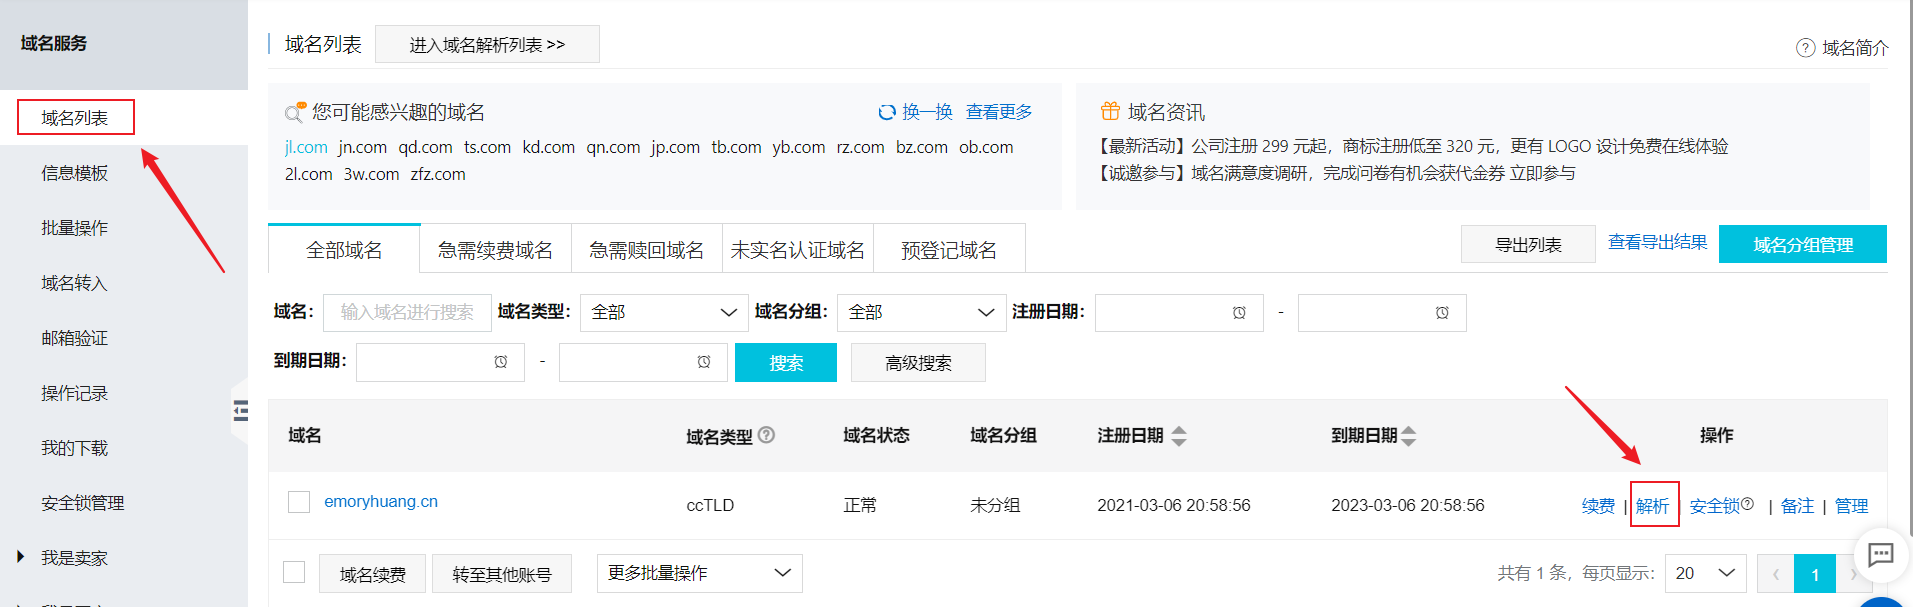 域名服务
域名列表
信息模板
批量操作
域名转入
邮箱验证
操作记录
我的下载
安全锁管理
我是卖家
域名列表
进入域名解析列表 >>
域名简介
您可能感兴趣的域名
换一换 查看更多
jl.com jn.com qd.com ts.com kd.com qn.com jp.com tb.com yb.com rz.com bz.com ob.com
2l.com 3w.com zfz.com
域名资讯
【最新活动】公司注册 299 元起，商标注册低至 320 元，更有 LOGO 设计免费在线体验
【诚邀参与】域名满意度调研，完成问卷有机会获代金券 立即参与
全部域名 急需续费域名 急需赎回域名 未实名认证域名 预登记域名
导出列表 查看导出结果 域名分组管理
域名： 输入域名进行搜索 域名类型： 全部 域名分组： 全部 注册日期： -
到期日期： - 搜索 高级搜索
域名 域名类型 域名状态 域名分组 注册日期 到期日期 操作
emoryhuang.cn ccTLD 正常 未分组 2021-03-06 20:58:56 2023-03-06 20:58:56 续费 | 解析 | 安全锁 | 备注 | 管理
域名续费 转至其他账号 更多批量操作 共有 1 条，每页显示： 20 1